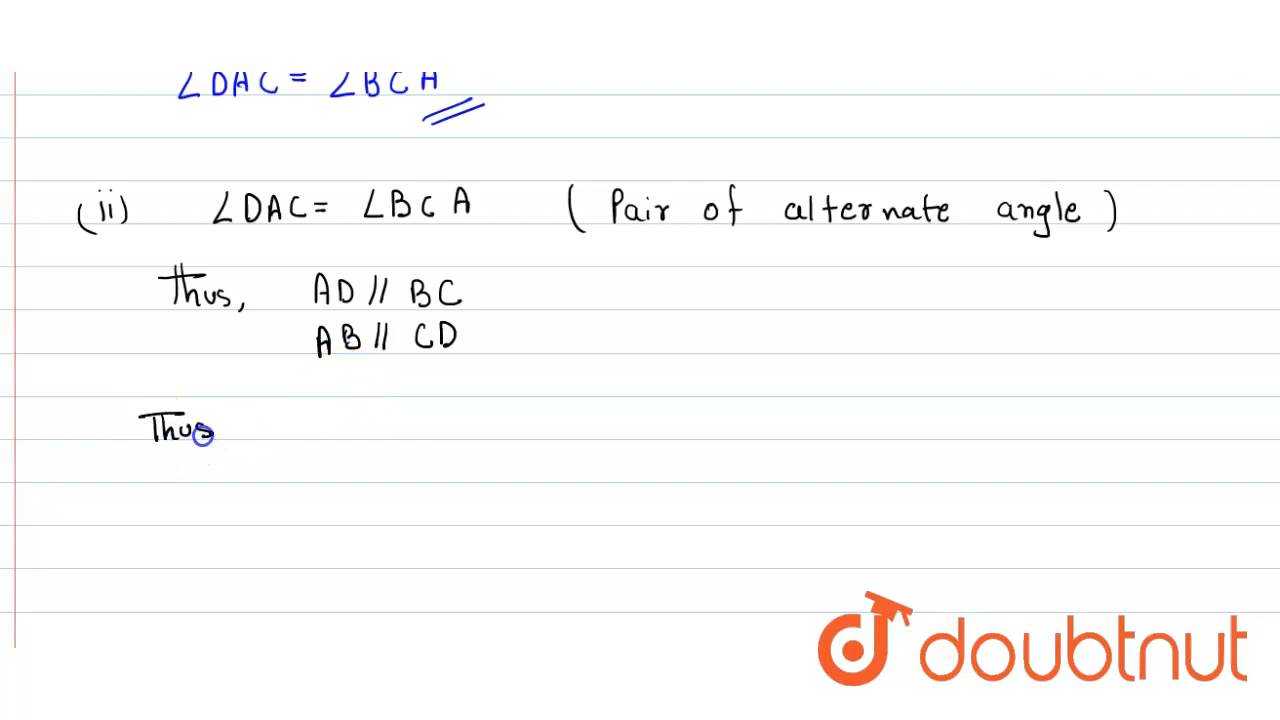 ∠DAC = ∠BCA
(ii) ∠DAC = ∠BCA (Pair of alternate angle)
Thus, AD // BC
AB // CD
Thus
doubtnut